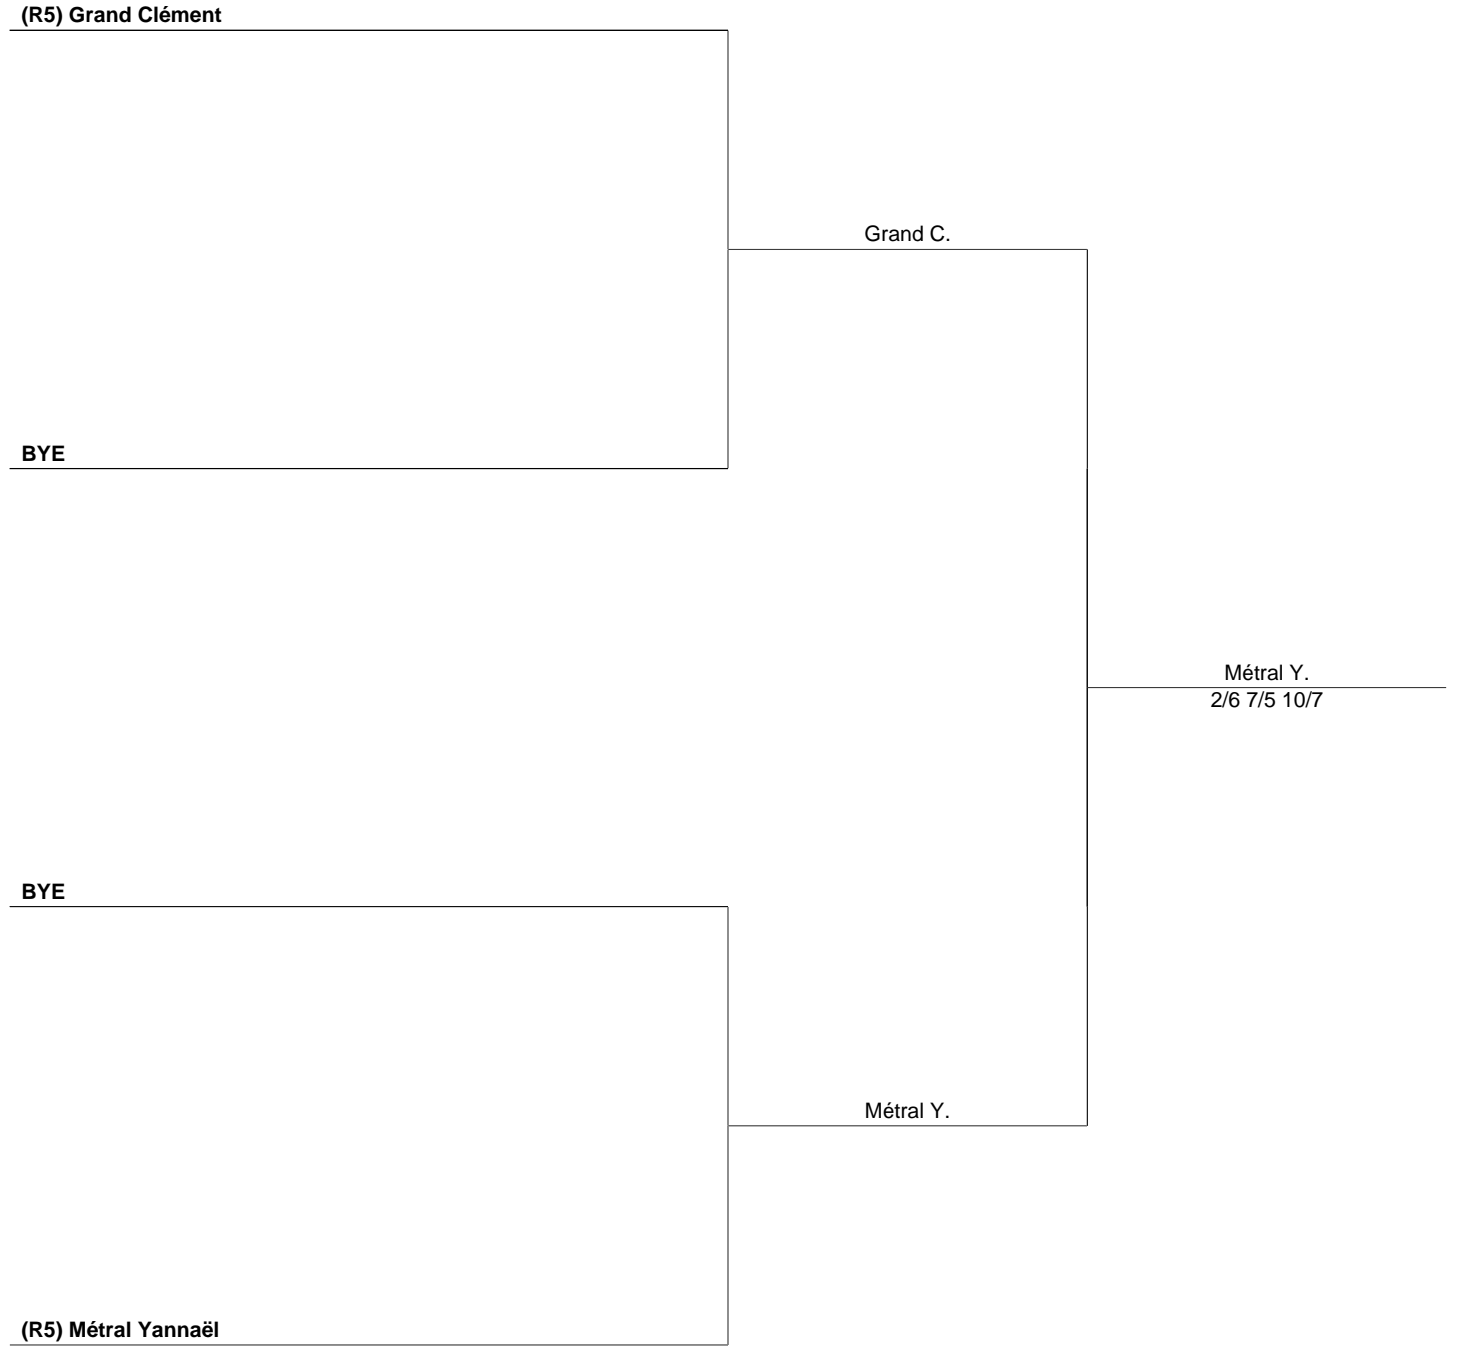 (R5) Grand Clément
Grand C.
BYE
Métral Y.
2/6 7/5 10/7
BYE
Métral Y.
(R5) Métral Yannaël